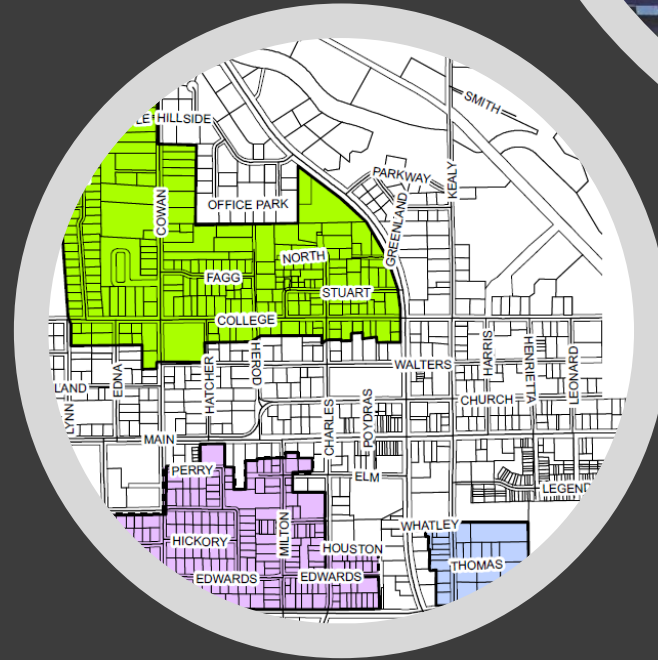 SMITH
LE HILLSIDE
PARKWAY
KEALY
COWAN
OFFICE PARK
GREENLAND
NORTH
FAGG
STUART
COLLEGE
HEROD
HATCHER
EDNA
WALTERS
HARRIS
HENRIETTA
LEONARD
LAND
LYNN
CHURCH
CHARLES
POYDRAS
MAIN
PERRY
ELM
LEGEND
MILTON
WHATLEY
HICKORY
HOUSTON
THOMAS
EDWARDS
EDWARDS